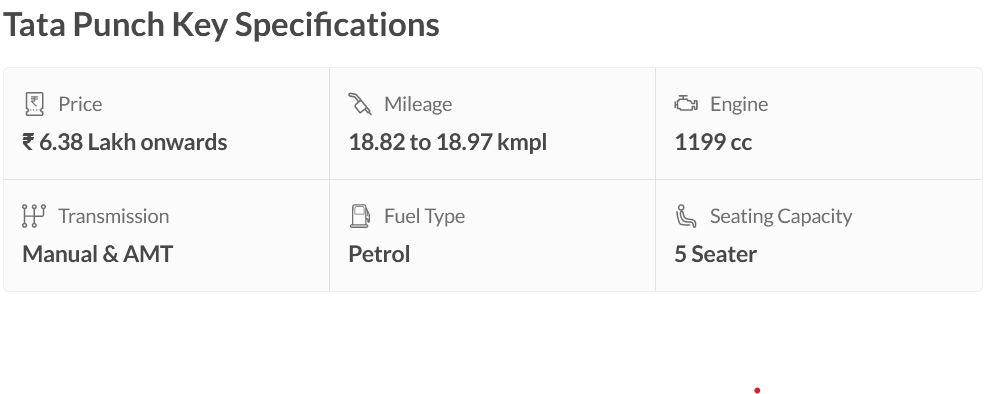 Tata Punch Key Specifications
Price
₹ 6.38 Lakh onwards
Mileage
18.82 to 18.97 kmpl
Engine
1199 cc
Transmission
Manual & AMT
Fuel Type
Petrol
Seating Capacity
5 Seater